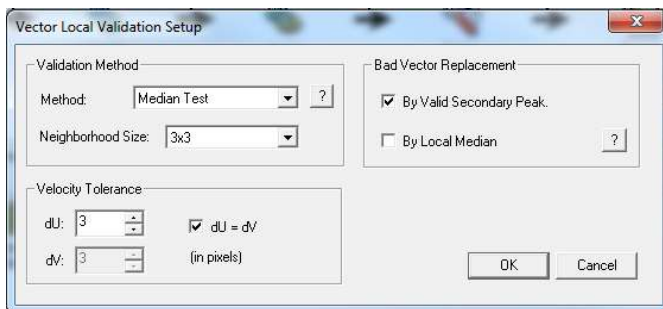 Vector Local Validation Setup
Validation Method
Method: Median Test ?
Neighborhood Size: 3x3
Bad Vector Replacement
By Valid Secondary Peak.
By Local Median ?
Velocity Tolerance
dU: 3 dU = dV
dV: 3 (in pixels)
OK Cancel